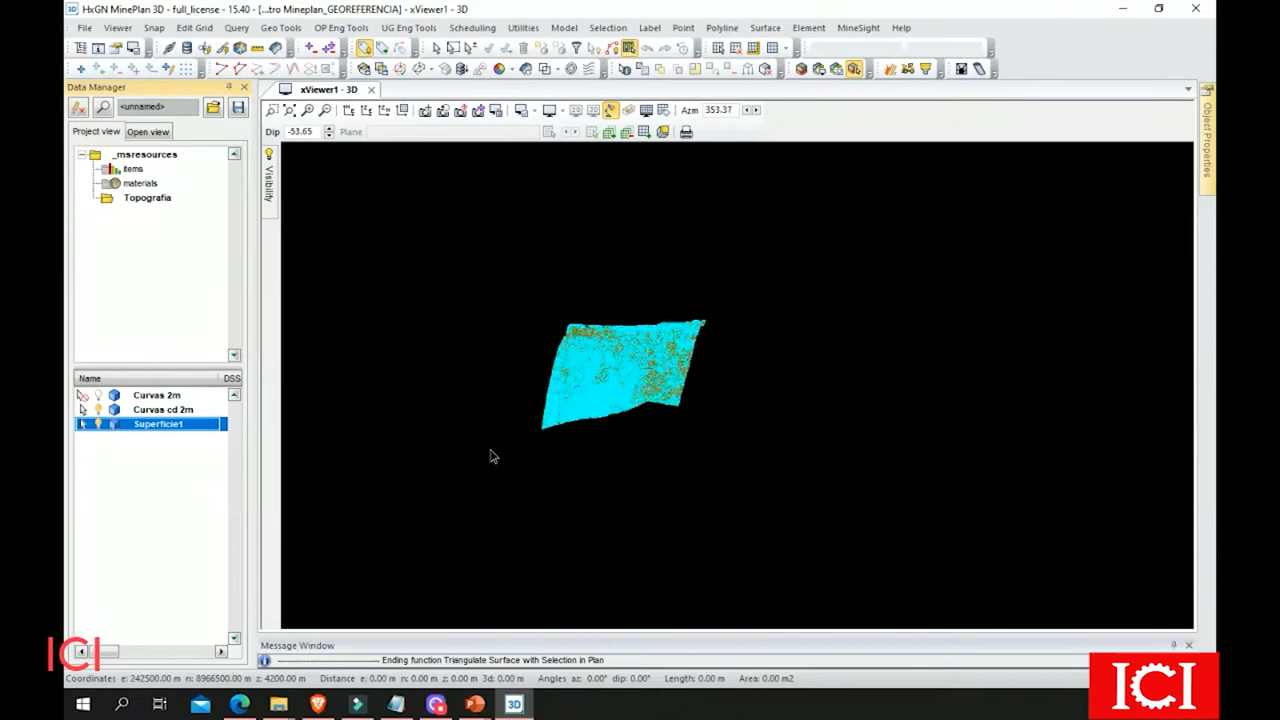 HxGN MinePlan 3D - full_license - 15.40 - [...tro Mineplan_GEOREFERENCIA] - xViewer1 - 3D
File Viewer Snap Edit Grid Query Geo Tools OP Eng Tools UG Eng Tools Scheduling Utilities Model Selection Label Point Polyline Surface Element MineSight Help
Data Manager
xViewer1 - 3D
<unnamed>
Azm 353.37
Project view Open view
Dip -53.65 Plane
_msresources
items
materials
Topografia
Visibility
Object Properties
Name DSS
Curvas 2m
Curvas cd 2m
Superficie1
Message Window
Ending function Triangulate Surface with Selection in Plan
Coordinates e: 242500.00 m n: 8966500.00 m z: 4200.00 m Distance e: 0.00 m n: 0.00 m z: 0.00 m 3d: 0.00 m Angles az: 0.00° dip: 0.00° Length: 0.00 m Area: 0.00 m2
ICI
ICI
3D